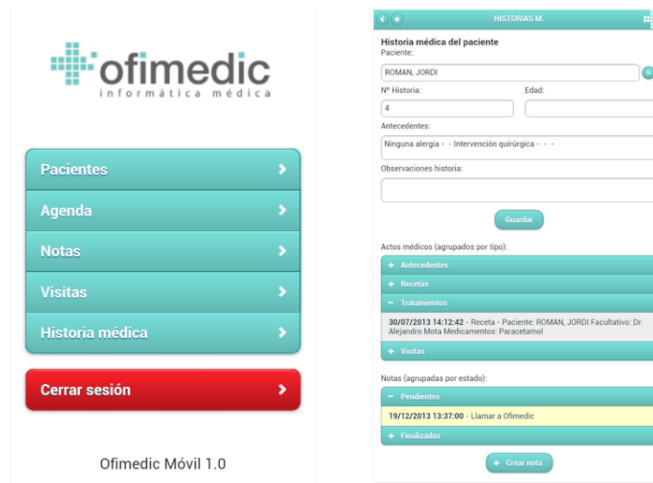 ofimedic
informática médica
Pacientes
Agenda
Notas
Visitas
Historia médica
Cerrar sesión
Ofimedic Móvil 1.0
HISTORIAS M.
Historia médica del paciente
Paciente:
ROMAN, JORDI
Nº Historia: Edad:
4
Antecedentes:
Ninguna alergia - - Intervención quirúrgica - - -
Observaciones historia:
Guardar
Actos médicos (agrupados por tipo):
+ Antecedentes
+ Recetas
− Tratamientos
30/07/2013 14:12:42 - Receta - Paciente: ROMAN, JORDI Facultativo: Dr.
Alejandro Mota Medicamentos: Paracetamol
+ Visitas
Notas (agrupadas por estado):
− Pendientes
19/12/2013 13:37:00 - Llamar a Ofimedic
+ Finalizadas
+ Crear nota